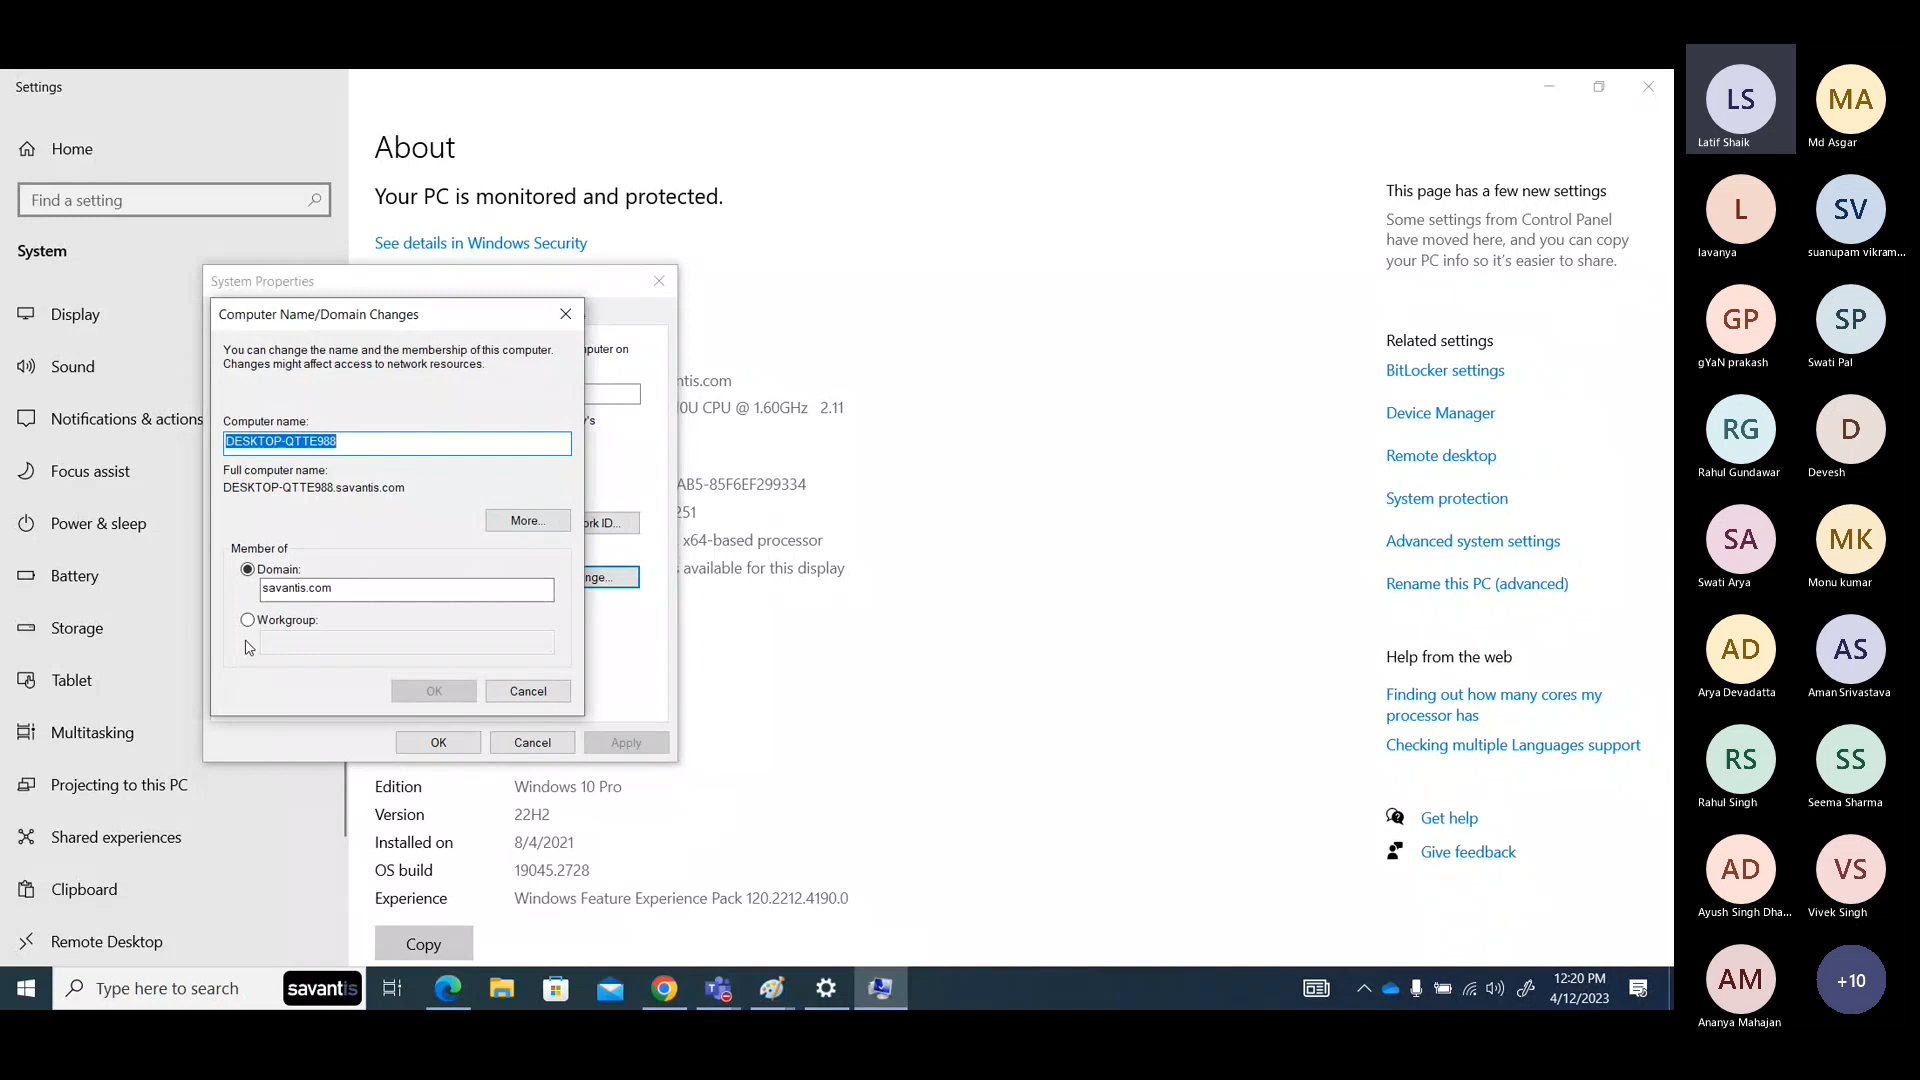 Settings
Home
Find a setting
System
Display
Sound
Notifications & actions
Focus assist
Power & sleep
Battery
Storage
Tablet
Multitasking
Projecting to this PC
Shared experiences
Clipboard
Remote Desktop
About
Your PC is monitored and protected.
See details in Windows Security
System Properties
Computer Name/Domain Changes
You can change the name and the membership of this computer.
Changes might affect access to network resources.
Computer name:
DESKTOP-QTTE988
Full computer name:
DESKTOP-QTTE988.savantis.com
More...
Member of
Domain:
savantis.com
Workgroup:
OK
Cancel
puter on
's
ork ID...
nge...
OK
Cancel
Apply
ntis.com
0U CPU @ 1.60GHz 2.11
AB5-85F6EF299334
251
x64-based processor
available for this display
Edition Windows 10 Pro
Version 22H2
Installed on 8/4/2021
OS build 19045.2728
Experience Windows Feature Experience Pack 120.2212.4190.0
Copy
This page has a few new settings
Some settings from Control Panel
have moved here, and you can copy
your PC info so it's easier to share.
Related settings
BitLocker settings
Device Manager
Remote desktop
System protection
Advanced system settings
Rename this PC (advanced)
Help from the web
Finding out how many cores my
processor has
Checking multiple Languages support
Get help
Give feedback
Type here to search
savantis
12:20 PM
4/12/2023
LS
Latif Shaik
MA
Md Asgar
L
lavanya
SV
suanupam vikram...
GP
gYaN prakash
SP
Swati Pal
RG
Rahul Gundawar
D
Devesh
SA
Swati Arya
MK
Monu kumar
AD
Arya Devadatta
AS
Aman Srivastava
RS
Rahul Singh
SS
Seema Sharma
AD
Ayush Singh Dha...
VS
Vivek Singh
AM
Ananya Mahajan
+10